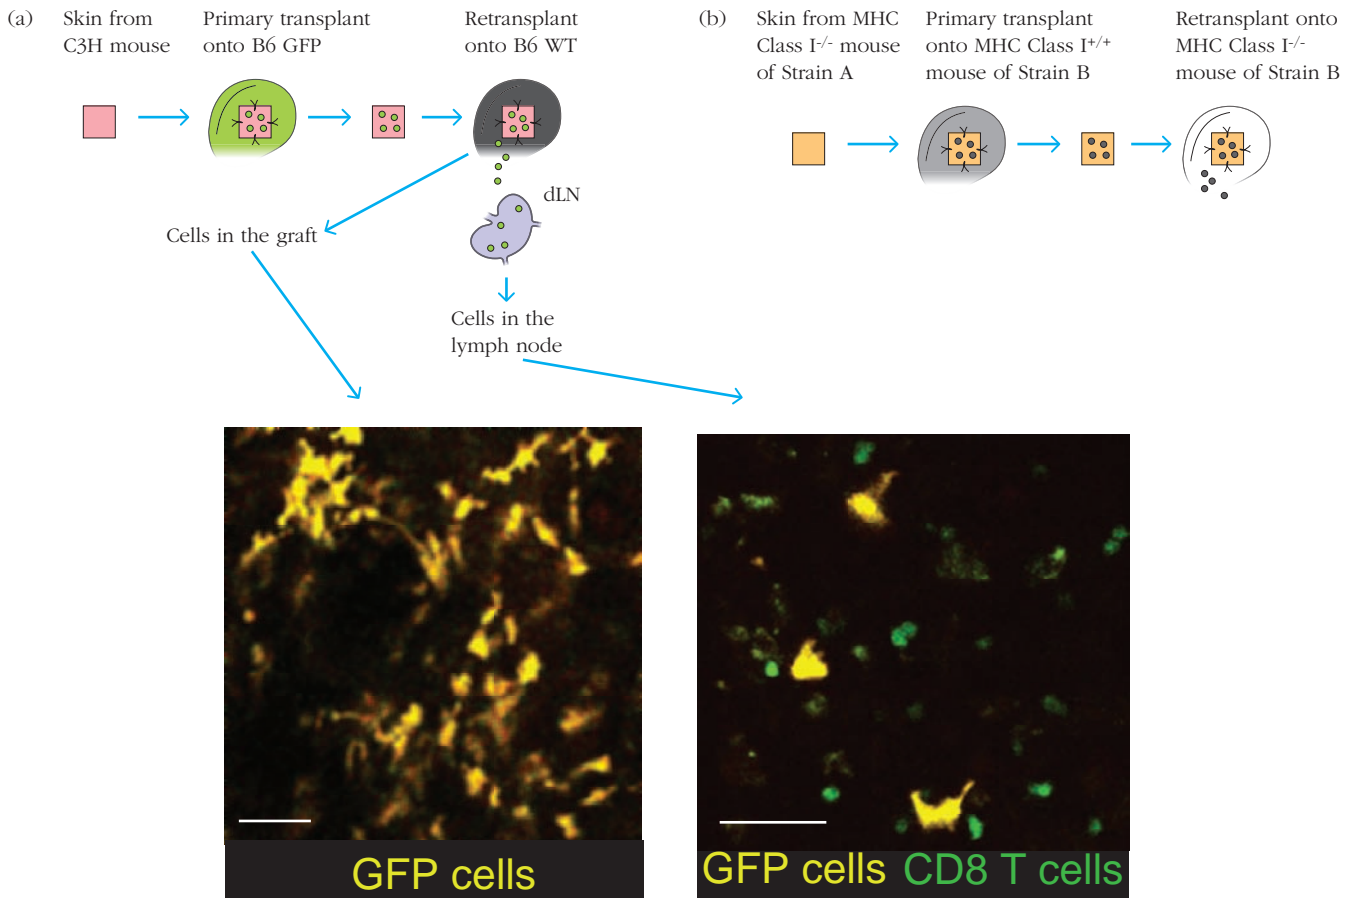 (a)
Skin from
C3H mouse
Primary transplant
onto B6 GFP
Retransplant
onto B6 WT
dLN
Cells in the graft
Cells in the
lymph node
GFP cells
GFP cells CD8 T cells
(b)
Skin from MHC
Class I-/- mouse
of Strain A
Primary transplant
onto MHC Class I+/+
mouse of Strain B
Retransplant onto
MHC Class I-/-
mouse of Strain B